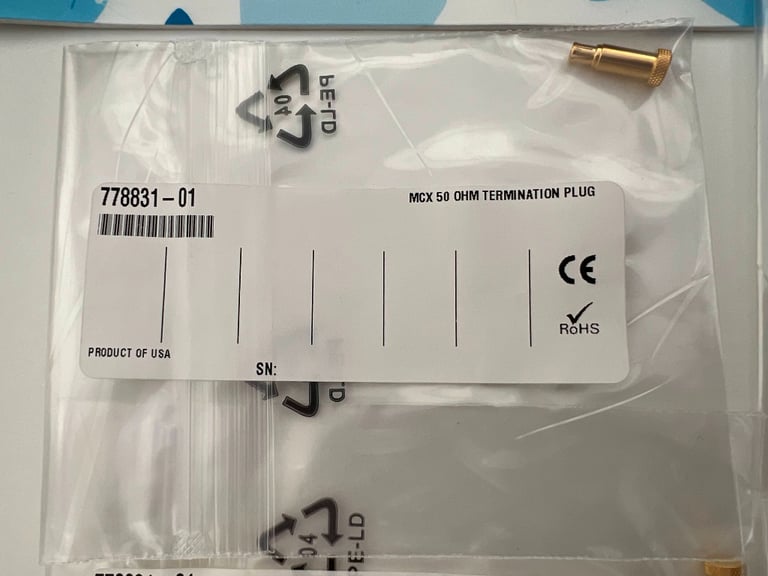 PE-LD
04
778831-01
MCX 50 OHM TERMINATION PLUG
CE
RoHS
PRODUCT OF USA
SN:
04
PE-LD